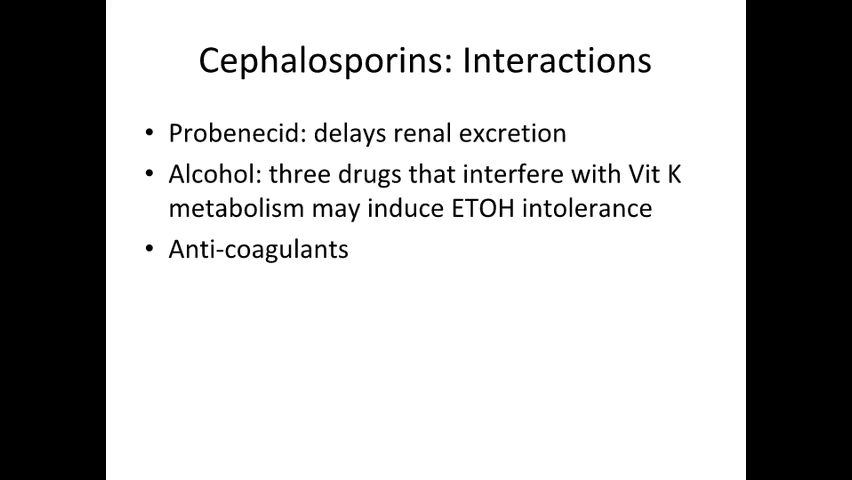 Cephalosporins: Interactions
• Probenecid: delays renal excretion
• Alcohol: three drugs that interfere with Vit K
metabolism may induce ETOH intolerance
• Anti-coagulants